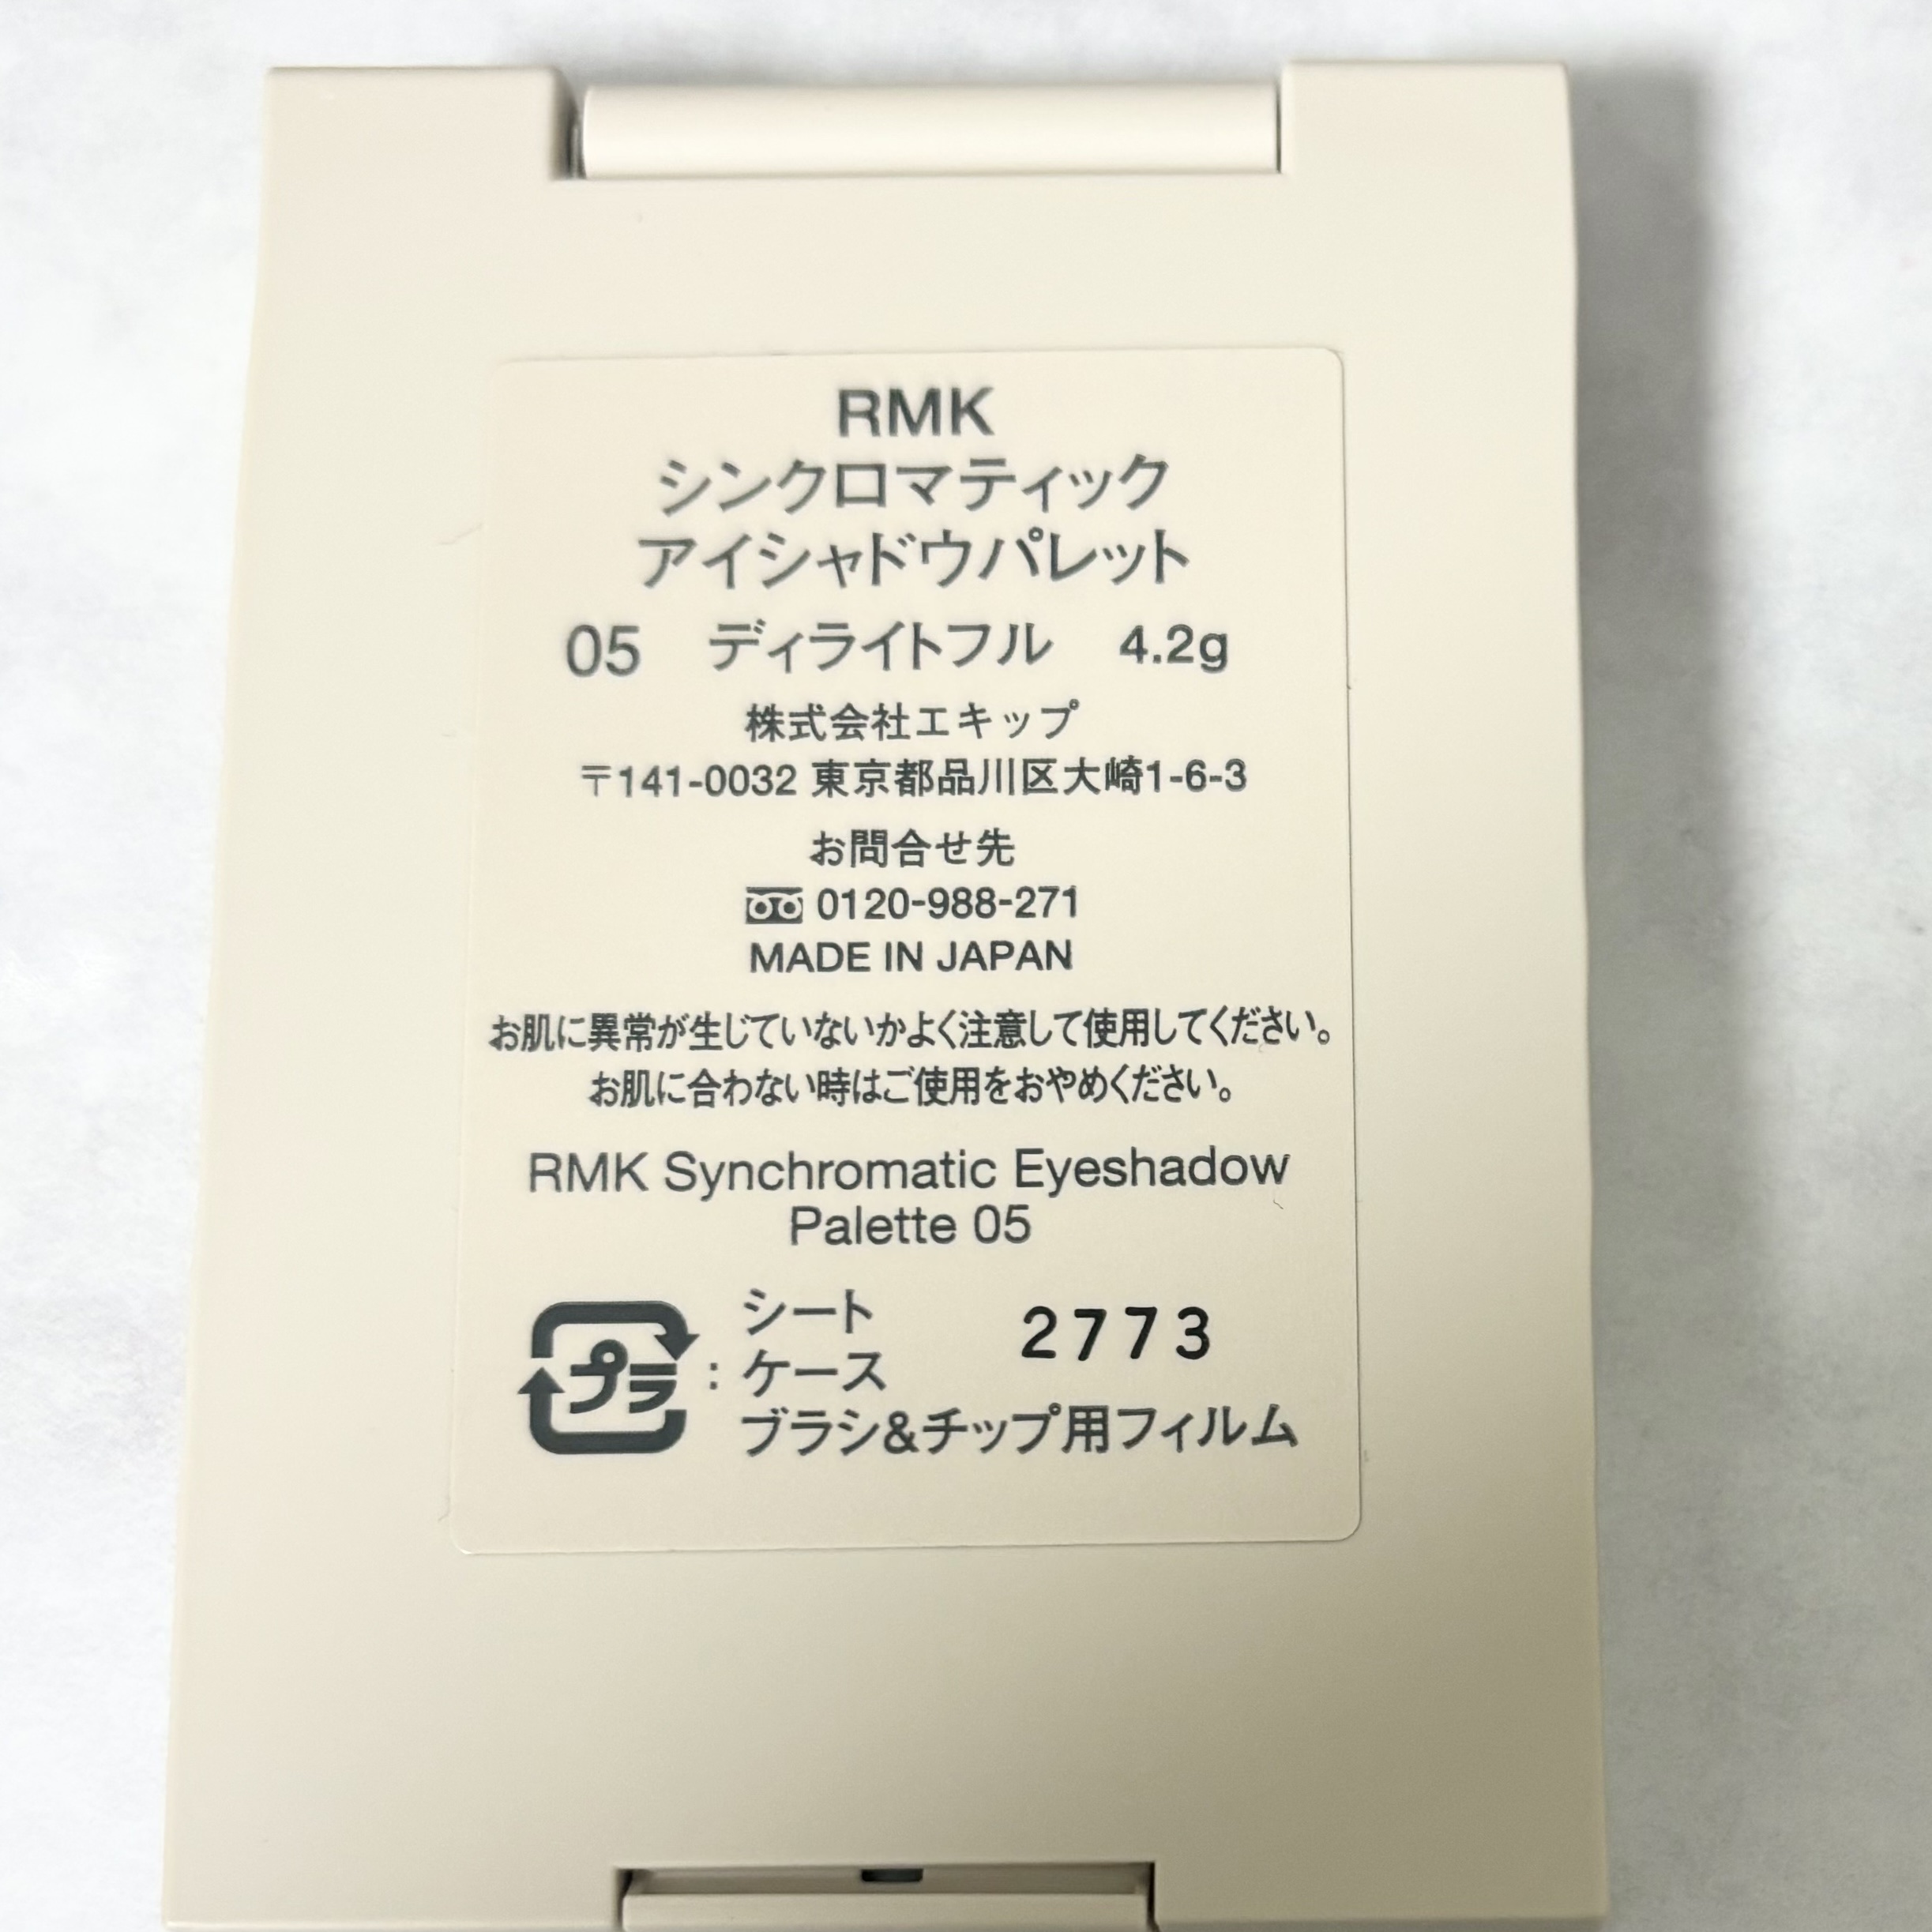 RMK
シンクロマティック
アイシャドウパレット
05 ディライトフル 4.2g
株式会社エキップ
〒141-0032 東京都品川区大崎1-6-3
お問合せ先
0120-988-271
MADE IN JAPAN
お肌に異常が生じていないかよく注意して使用してください。
お肌に合わない時はご使用をおやめください。
RMK Synchromatic Eyeshadow
Palette 05
プラ : シート
ケース
ブラシ&チップ用フィルム
2773